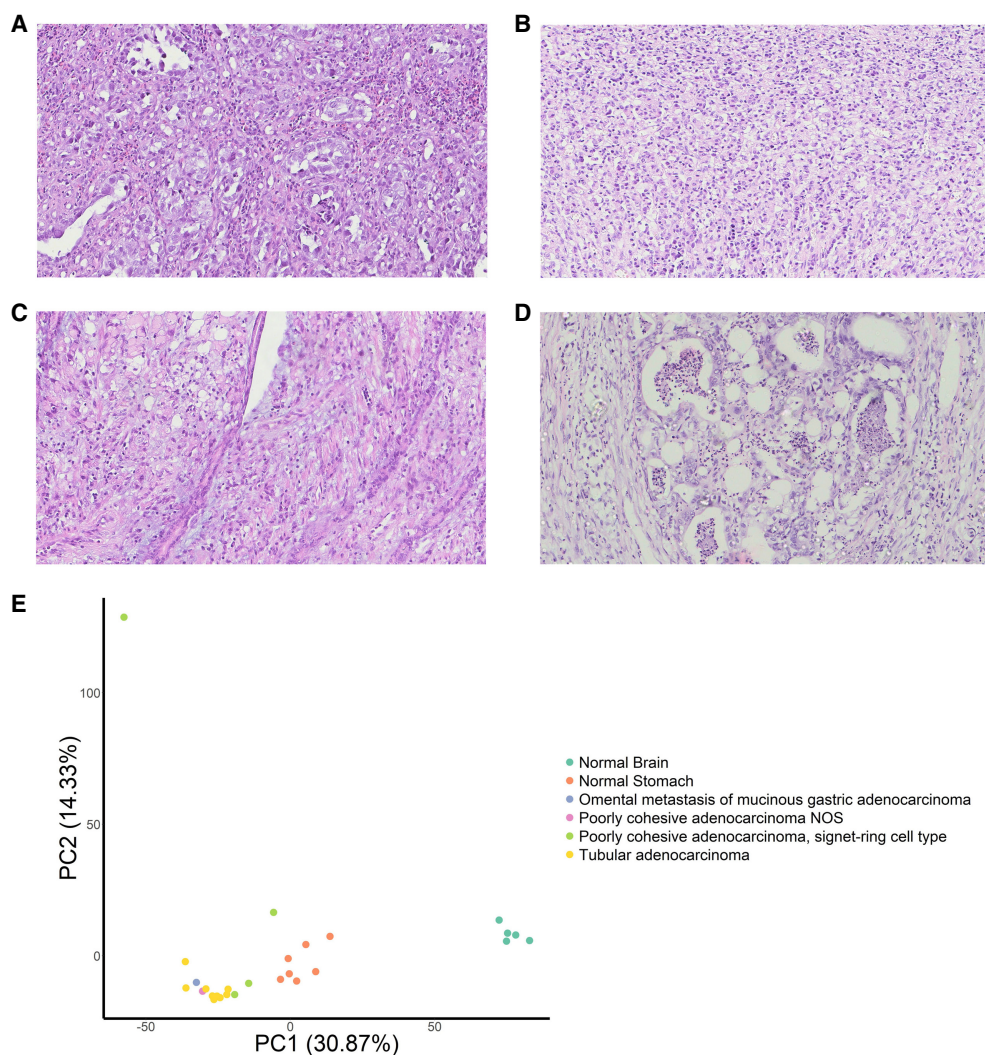 A
B
C
D
E
PC2 (14.33%)
100
50
0
-50
0
50
PC1 (30.87%)
Normal Brain
Normal Stomach
Omental metastasis of mucinous gastric adenocarcinoma
Poorly cohesive adenocarcinoma NOS
Poorly cohesive adenocarcinoma, signet-ring cell type
Tubular adenocarcinoma